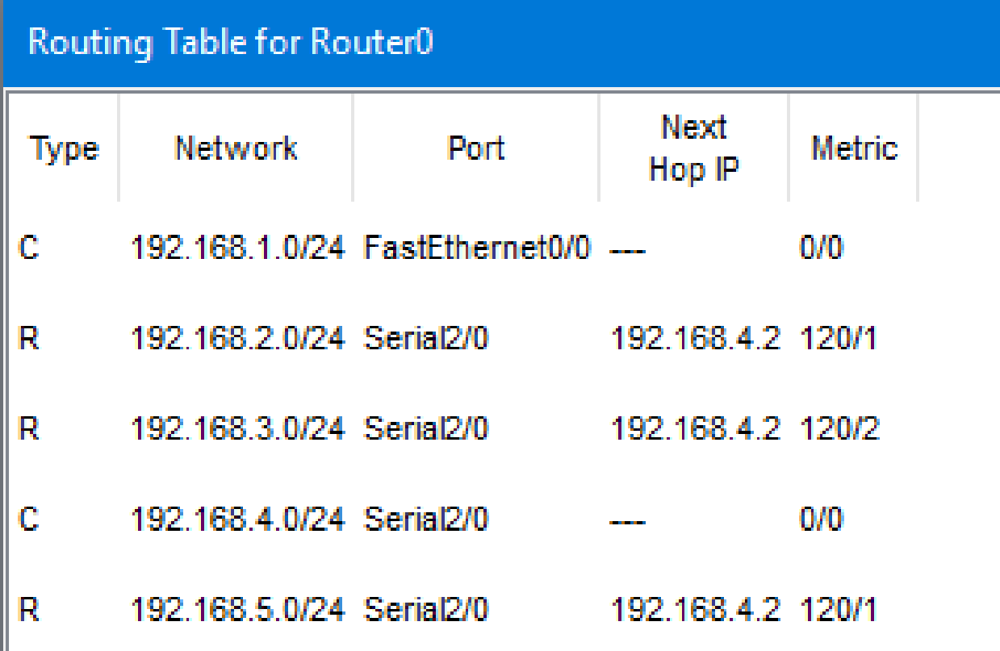 Routing Table for Router0
Type Network Port Next Hop IP Metric
C 192.168.1.0/24 FastEthernet0/0 --- 0/0
R 192.168.2.0/24 Serial2/0 192.168.4.2 120/1
R 192.168.3.0/24 Serial2/0 192.168.4.2 120/2
C 192.168.4.0/24 Serial2/0 --- 0/0
R 192.168.5.0/24 Serial2/0 192.168.4.2 120/1